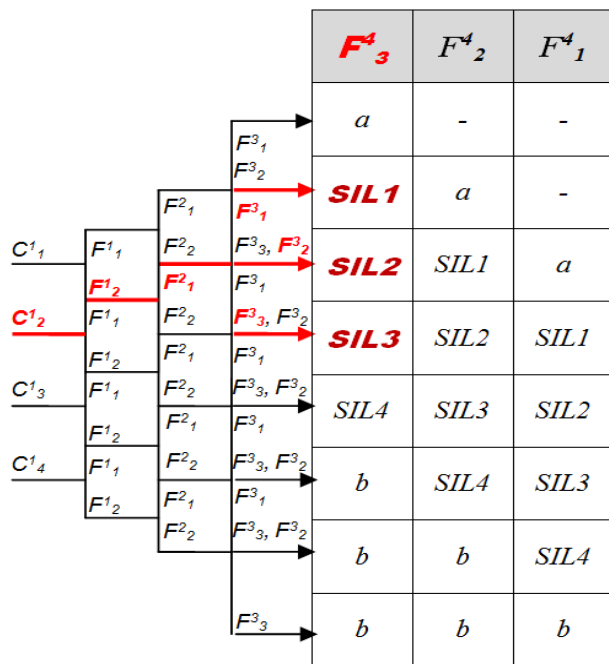 F⁴₃ F⁴₂ F⁴₁
a - -
F³₁
F³₂
SIL1 a -
F²₁ F³₁
C¹₁ F¹₁ F²₂ F³₃, F³₂ SIL2 SIL1 a
F¹₂ F²₁ F³₁
C¹₂ F¹₁ F²₂ F³₃, F³₂ SIL3 SIL2 SIL1
F¹₂ F²₁ F³₁
C¹₃ F¹₁ F²₂ F³₃, F³₂ SIL4 SIL3 SIL2
F¹₂ F²₁ F³₁
C¹₄ F¹₁ F²₂ F³₃, F³₂ b SIL4 SIL3
F¹₂ F²₁ F³₁
F²₂ F³₃, F³₂ b b SIL4
F³₃ b b b